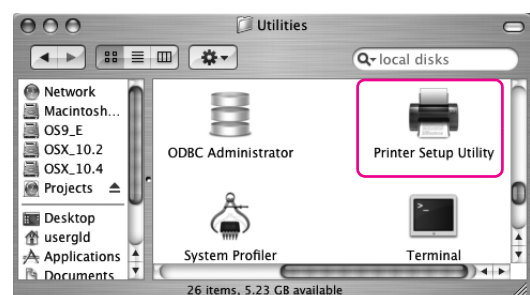 Utilities
local disks
Network
Macintosh...
OS9_E
OSX_10.2
OSX_10.4
Projects
Desktop
usergld
Applications
Documents
ODBC Administrator
Printer Setup Utility
System Profiler
Terminal
26 items, 5.23 GB available